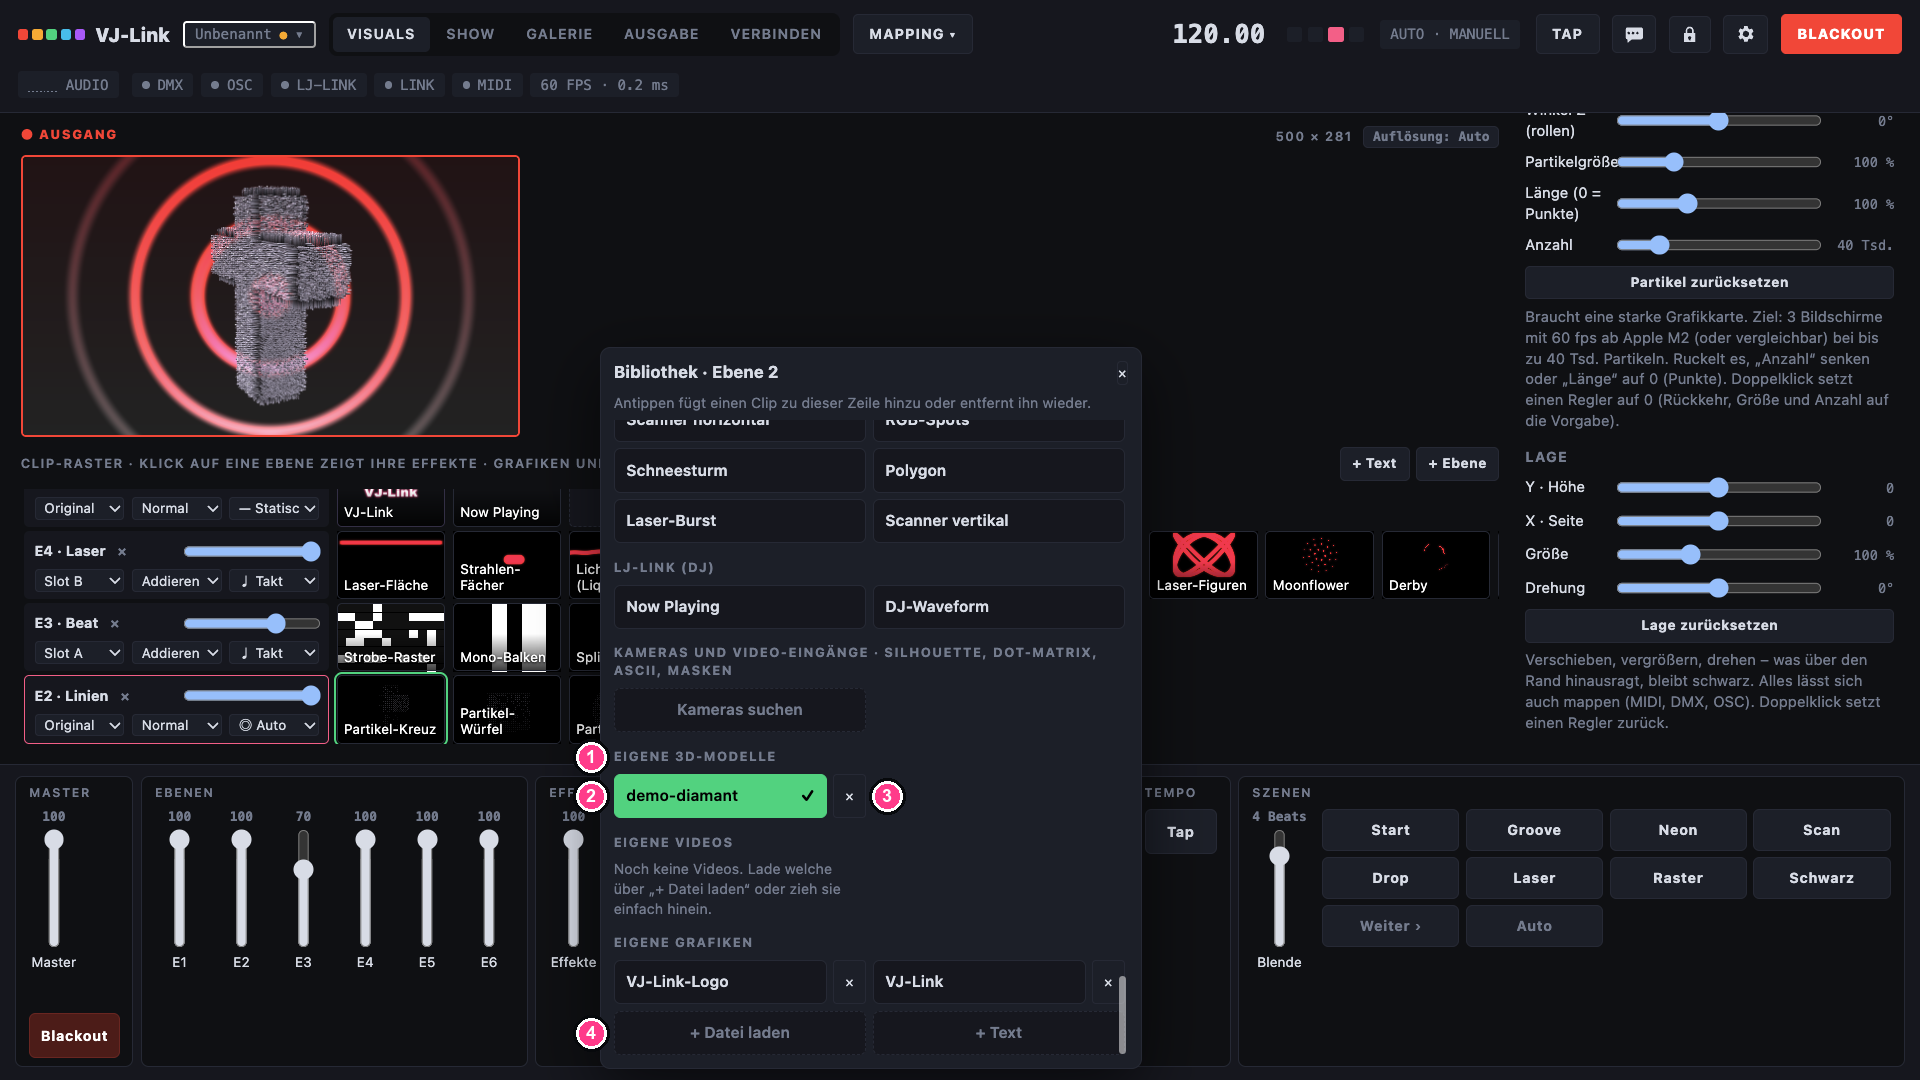 VJ-Link
Unbenannt
VISUALS
SHOW
GALERIE
AUSGABE
VERBINDEN
MAPPING
120.00
AUTO · MANUELL
TAP
BLACKOUT
AUDIO
DMX
OSC
LJ-LINK
LINK
MIDI
60 FPS · 0.2 ms
AUSGANG
500 × 281
Auflösung: Auto
(rollen)
0°
Partikelgröße
100 %
Länge (0 =
Punkte)
100 %
Anzahl
40 Tsd.
Partikel zurücksetzen
Braucht eine starke Grafikkarte. Ziel: 3 Bildschirme
mit 60 fps ab Apple M2 (oder vergleichbar) bei bis
zu 40 Tsd. Partikeln. Ruckelt es, „Anzahl“ senken
oder „Länge“ auf 0 (Punkte). Doppelklick setzt
einen Regler auf 0 (Rückkehr, Größe und Anzahl auf
die Vorgabe).
LAGE
Y · Höhe
0
X · Seite
0
Größe
100 %
Drehung
0°
Lage zurücksetzen
Verschieben, vergrößern, drehen – was über den
Rand hinausragt, bleibt schwarz. Alles lässt sich
auch mappen (MIDI, DMX, OSC). Doppelklick setzt
einen Regler zurück.
CLIP-RASTER · KLICK AUF EINE EBENE ZEIGT IHRE EFFEKTE · GRAFIKEN
+ Text
+ Ebene
Original
Normal
— Statisc
VJ-Link
VJ-Link
Now Playing
E4 · Laser ×
Slot B
Addieren
♩ Takt
Laser-Fläche
Strahlen-
Fächer
Laser-Figuren
Moonflower
Derby
E3 · Beat ×
Slot A
Addieren
♩ Takt
Strobe-Raster
Mono-Balken
E2 · Linien ×
Original
Normal
◎ Auto
Partikel-Kreuz
Partikel-
Würfel
Bibliothek · Ebene 2
×
Antippen fügt einen Clip zu dieser Zeile hinzu oder entfernt ihn wieder.
Scanner horizontal
RGB-Spots
Schneesturm
Polygon
Laser-Burst
Scanner vertikal
LJ-LINK (DJ)
Now Playing
DJ-Waveform
KAMERAS UND VIDEO-EINGÄNGE · SILHOUETTE, DOT-MATRIX,
ASCII, MASKEN
Kameras suchen
1
EIGENE 3D-MODELLE
2
demo-diamant ✓
×
3
EIGENE VIDEOS
Noch keine Videos. Lade welche
über „+ Datei laden“ oder zieh sie
einfach hinein.
EIGENE GRAFIKEN
VJ-Link-Logo
×
VJ-Link
×
4
+ Datei laden
+ Text
MASTER
100
Master
Blackout
EBENEN
100
100
70
100
100
100
E1
E2
E3
E4
E5
E6
100
Effekte
TEMPO
Tap
SZENEN
4 Beats
Blende
Start
Groove
Neon
Scan
Drop
Laser
Raster
Schwarz
Weiter ›
Auto